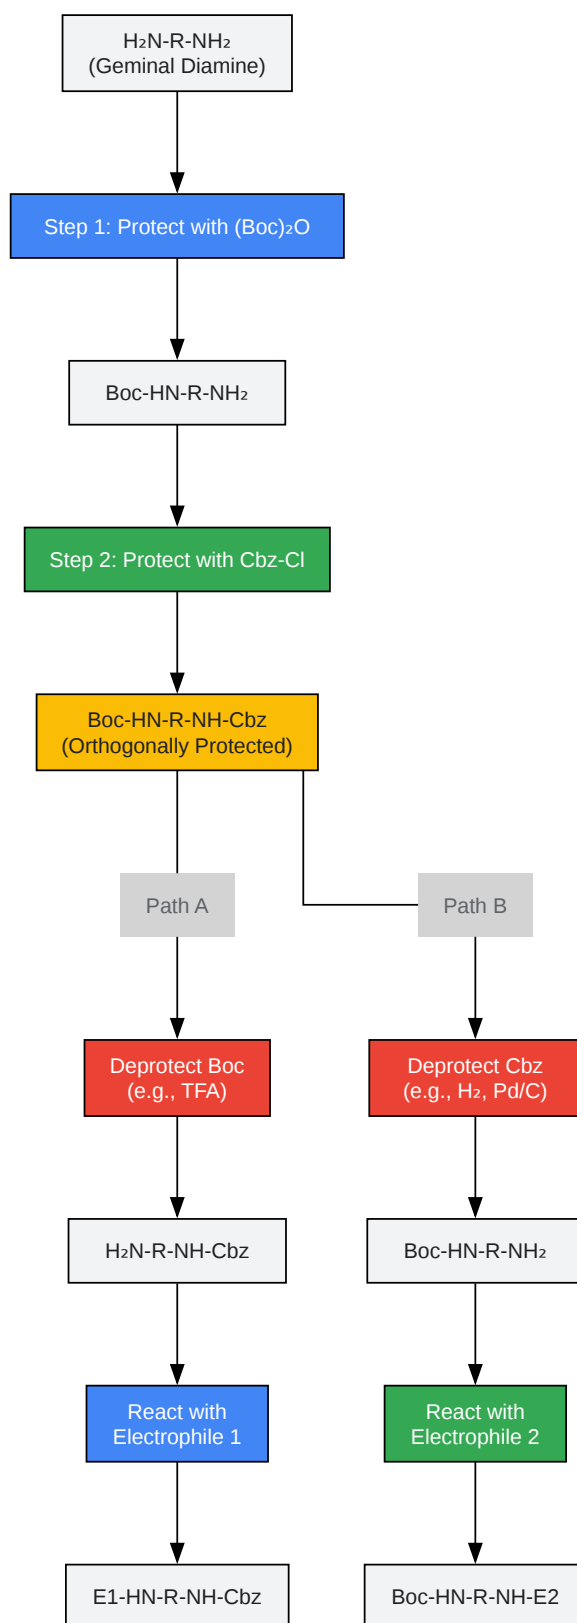 H₂N-R-NH₂
(Geminal Diamine)
Step 1: Protect with (Boc)₂O
Boc-HN-R-NH₂
Step 2: Protect with Cbz-Cl
Boc-HN-R-NH-Cbz
(Orthogonally Protected)
Path A
Path B
Deprotect Boc
(e.g., TFA)
Deprotect Cbz
(e.g., H₂, Pd/C)
H₂N-R-NH-Cbz
Boc-HN-R-NH₂
React with
Electrophile 1
React with
Electrophile 2
E1-HN-R-NH-Cbz
Boc-HN-R-NH-E2